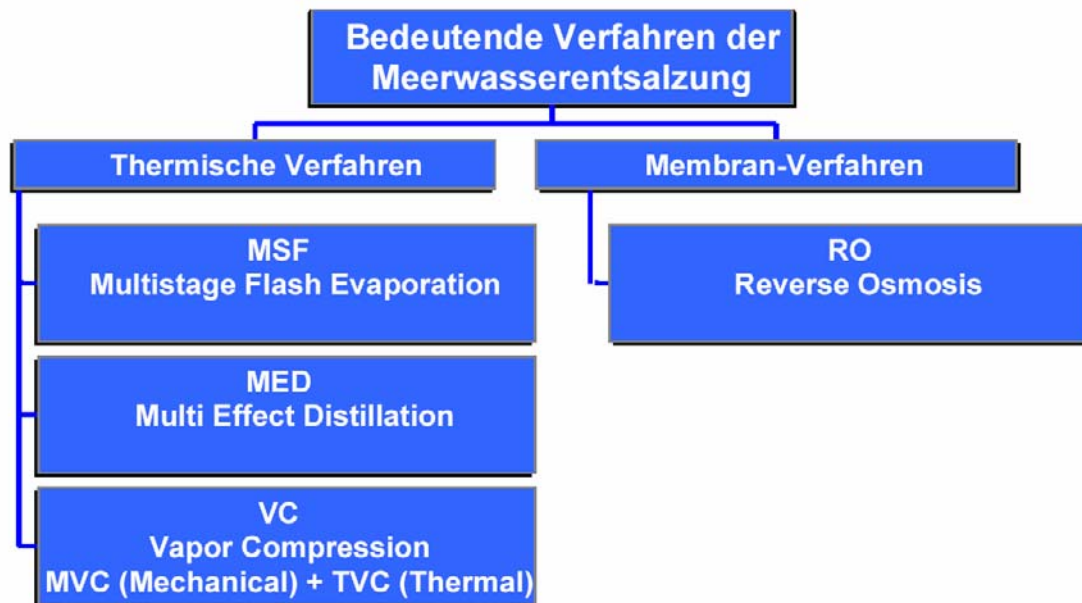 Bedeutende Verfahren der
Meerwasserentsalzung
Thermische Verfahren
Membran-Verfahren
MSF
Multistage Flash Evaporation
RO
Reverse Osmosis
MED
Multi Effect Distillation
VC
Vapor Compression
MVC (Mechanical) + TVC (Thermal)